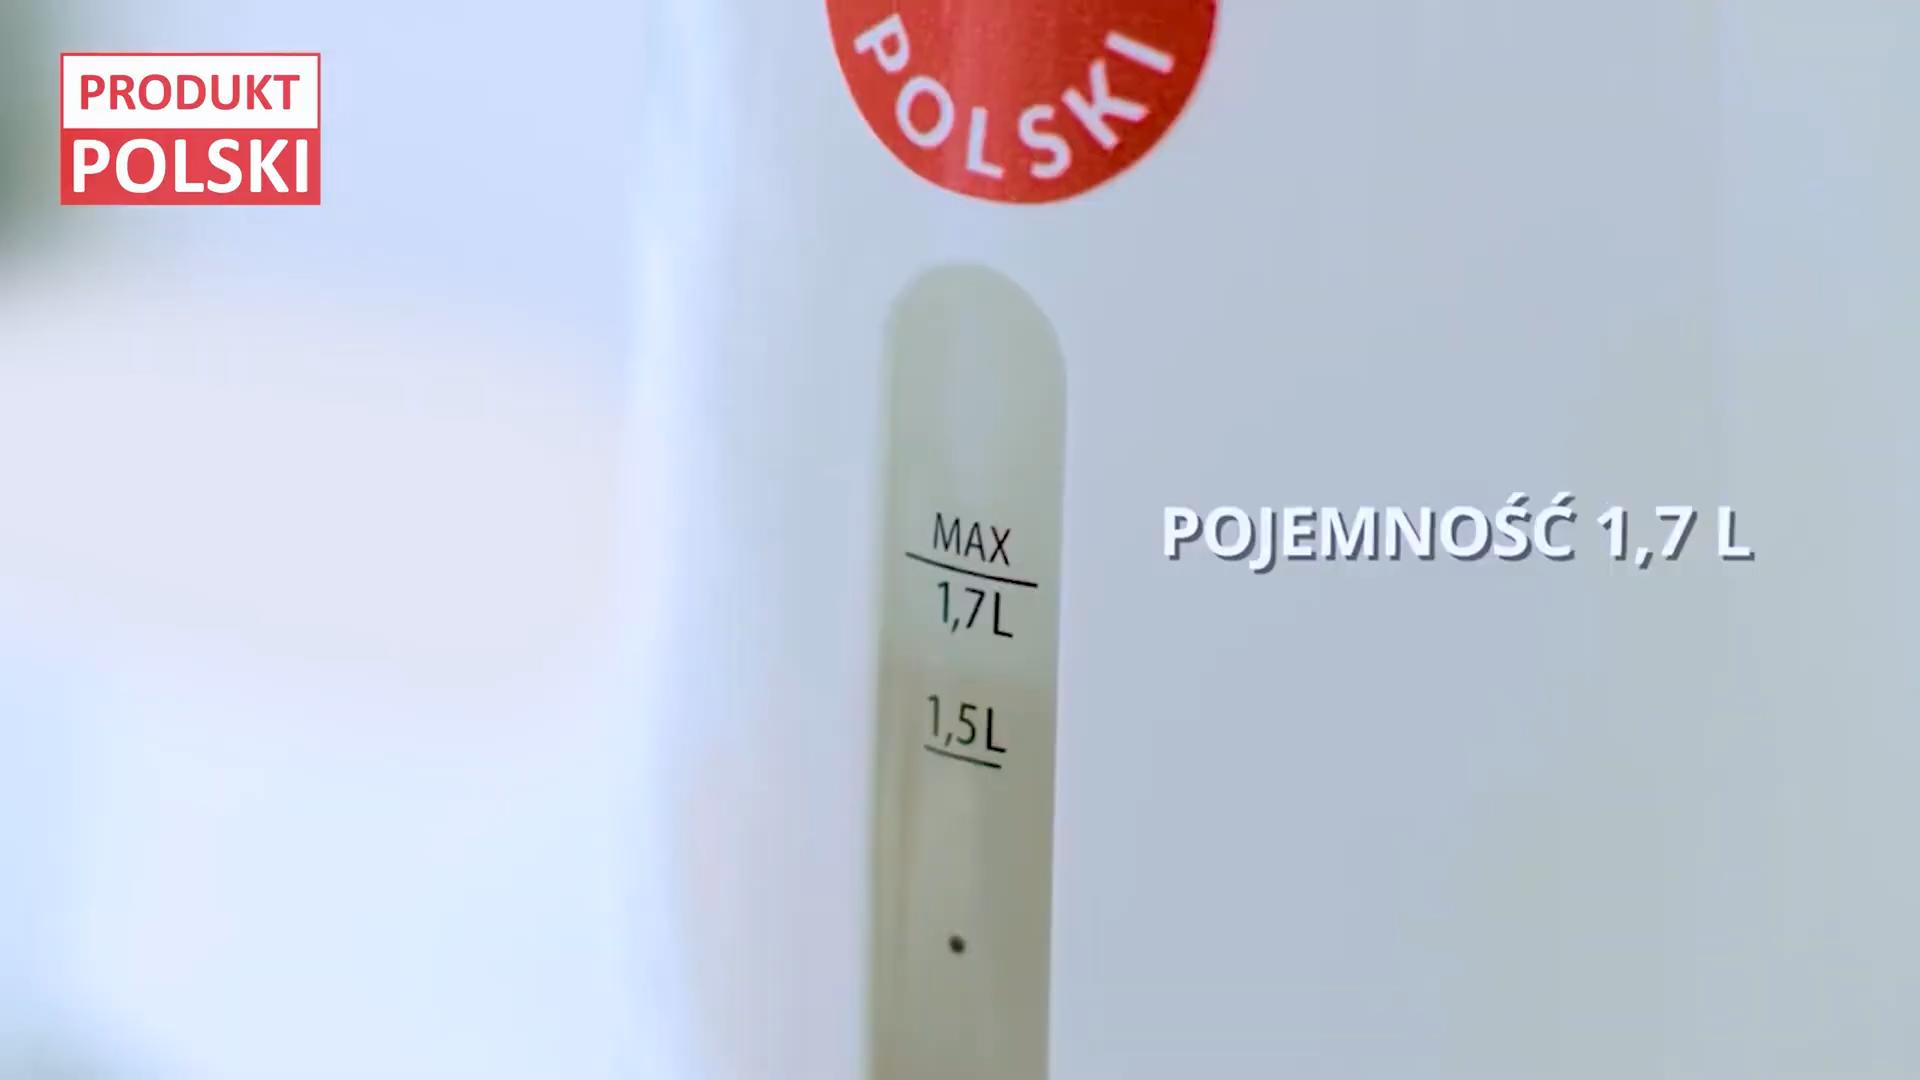 PRODUKT
POLSKI
POLSKI
MAX
1,7L
POJEMNOŚĆ 1,7 L
1,5L